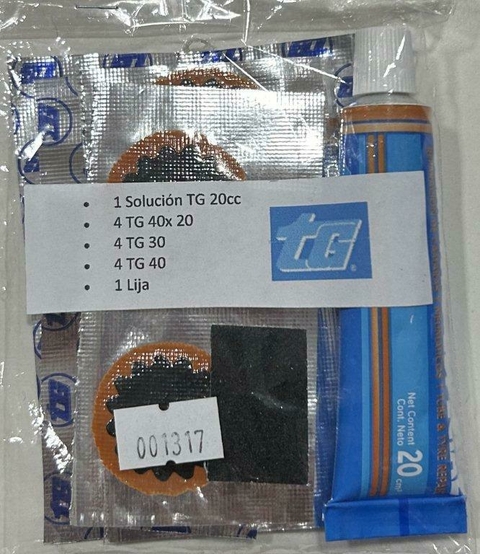 1 Solución TG 20cc
4 TG 40x 20
4 TG 30
4 TG 40
1 Lija
tG
001317
Net Content
Cont. Neto
20